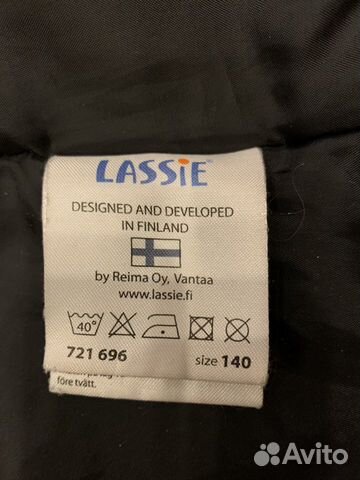 LASSiE
DESIGNED AND DEVELOPED
IN FINLAND
by Reima Oy, Vantaa
www.lassie.fi
40°
721 696 size 140
före tvätt.
Avito